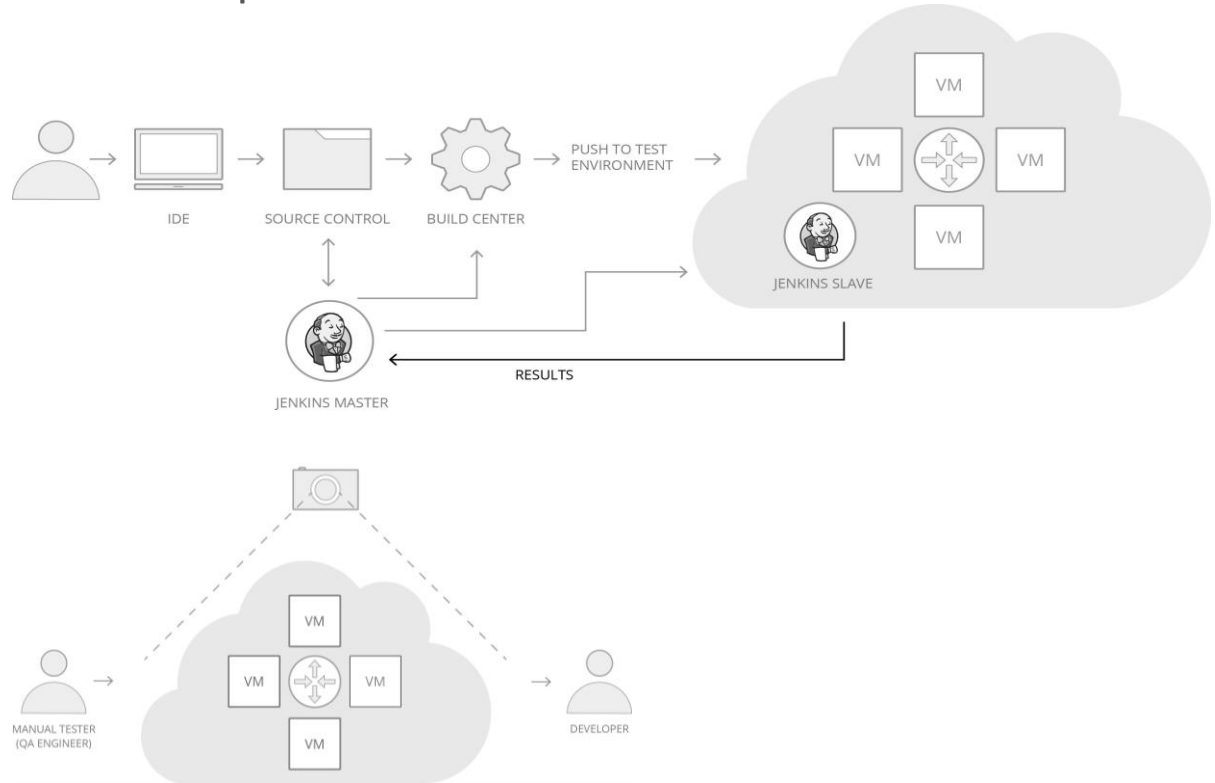 VM
PUSH TO TEST
ENVIRONMENT
VM
VM
IDE
SOURCE CONTROL
BUILD CENTER
VM
JENKINS SLAVE
RESULTS
JENKINS MASTER
VM
VM
VM
MANUAL TESTER
(QA ENGINEER)
DEVELOPER
VM